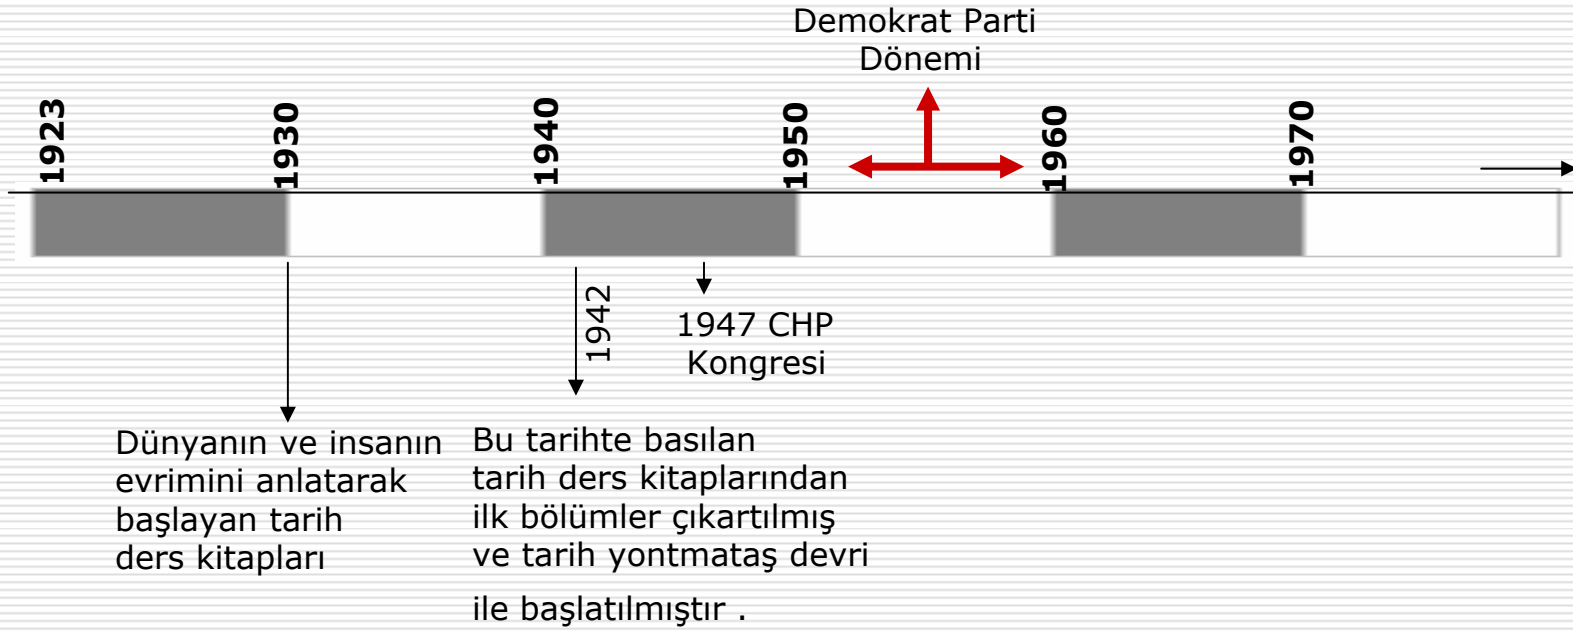 Demokrat Parti
Dönemi
1923
1930
1940
1950
1960
1970
1942
1947 CHP
Kongresi
Dünyanın ve insanın
evrimini anlatarak
başlayan tarih
ders kitapları
Bu tarihte basılan
tarih ders kitaplarından
ilk bölümler çıkartılmış
ve tarih yontmataş devri
ile başlatılmıştır .